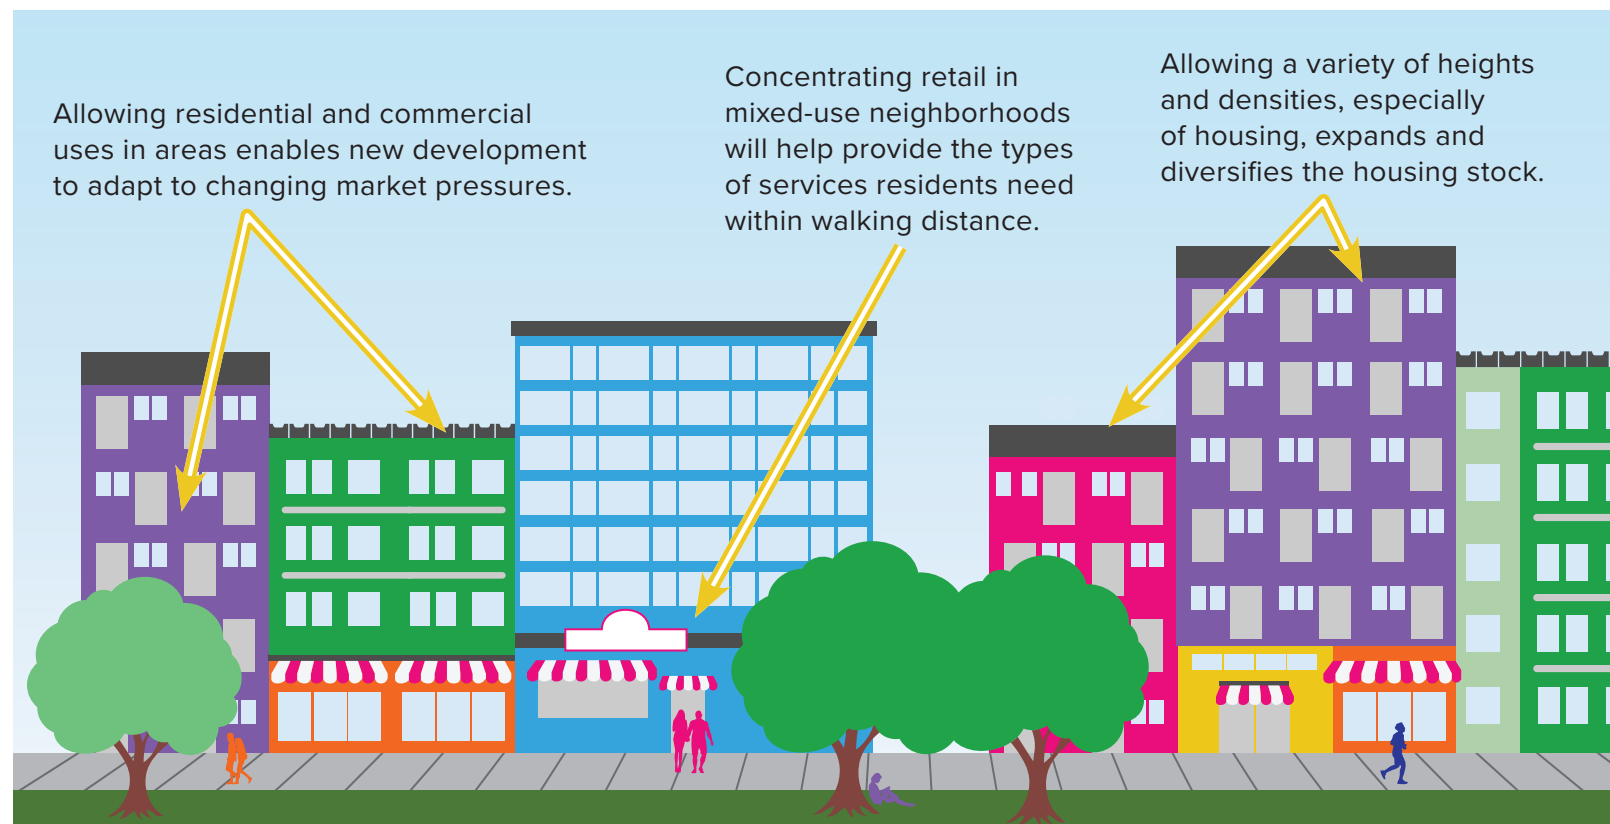 Allowing residential and commercial
uses in areas enables new development
to adapt to changing market pressures.
Concentrating retail in
mixed-use neighborhoods
will help provide the types
of services residents need
within walking distance.
Allowing a variety of heights
and densities, especially
of housing, expands and
diversifies the housing stock.